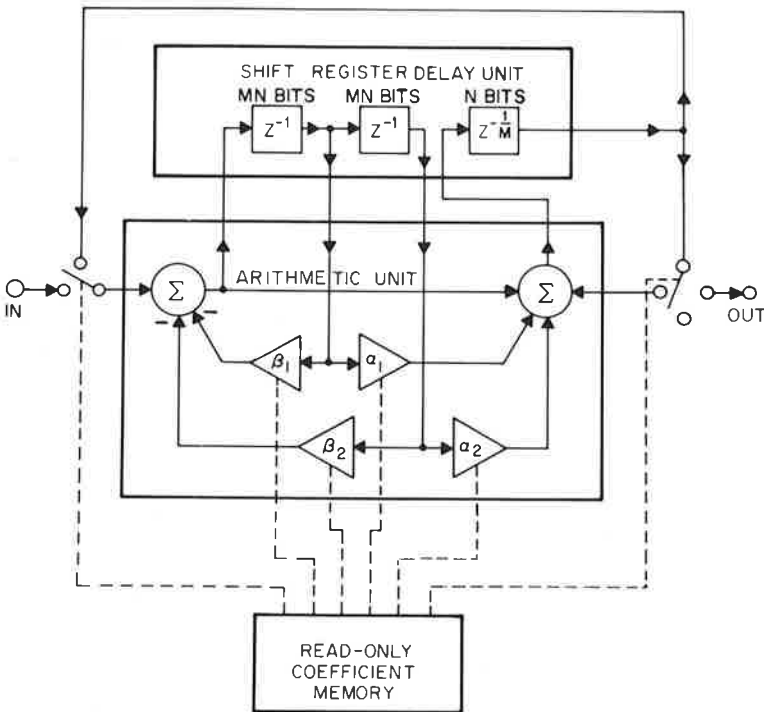 SHIFT REGISTER DELAY UNIT
MN BITS MN BITS N BITS
Z⁻¹ Z⁻¹ Z^-1/M
IN Σ ARITHMETIC UNIT Σ OUT
− −
β₁ α₁
β₂ α₂
READ-ONLY
COEFFICIENT
MEMORY